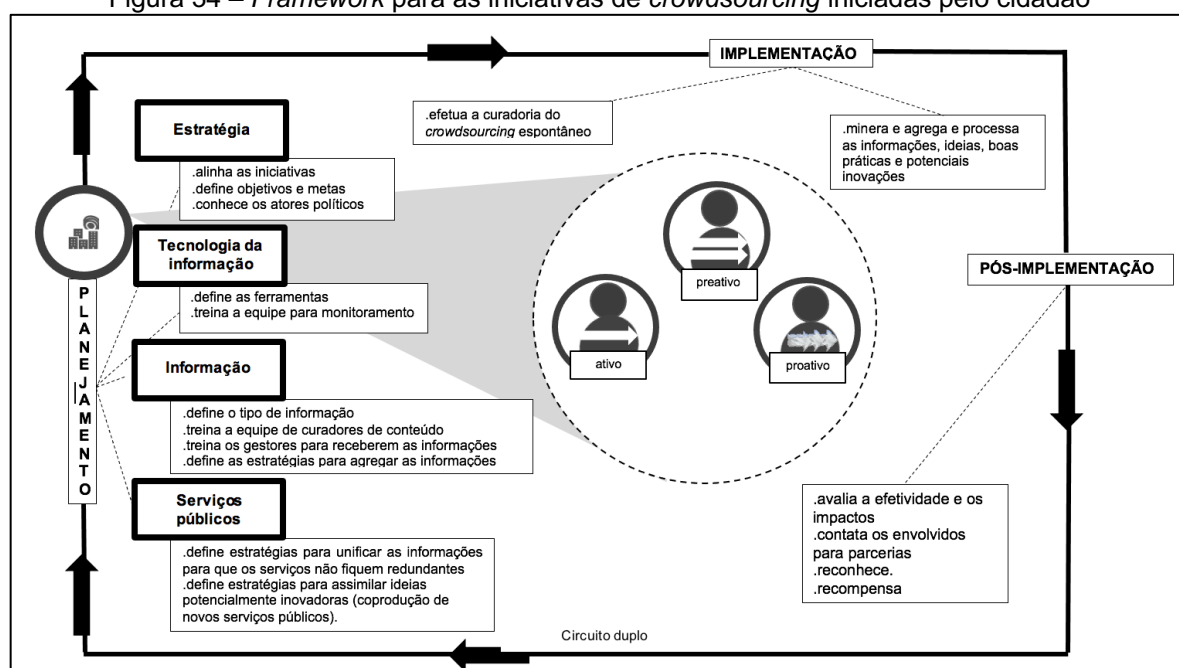 Figura 34 – Framework para as iniciativas de crowdsourcing iniciadas pelo cidadão
IMPLEMENTAÇÃO
.efetua a curadoria do
crowdsourcing espontâneo
.minera e agrega e processa
as informações, ideias, boas
práticas e potenciais
inovações
Estratégia
.alinha as iniciativas
.define objetivos e metas
.conhece os atores políticos
Tecnologia da
informação
.define as ferramentas
.treina a equipe para monitoramento
Informação
.define o tipo de informação
.treina a equipe de curadores de conteúdo
.treina os gestores para receberem as informações
.define as estratégias para agregar as informações
Serviços
públicos
.define estratégias para unificar as informações
para que os serviços não fiquem redundantes
.define estratégias para assimilar ideias
potencialmente inovadoras (coprodução de
novos serviços públicos).
PLANEJAMENTO
preativo
ativo
proativo
PÓS-IMPLEMENTAÇÃO
.avalia a efetividade e os
impactos
.contata os envolvidos
para parcerias
.reconhece.
.recompensa
Circuito duplo